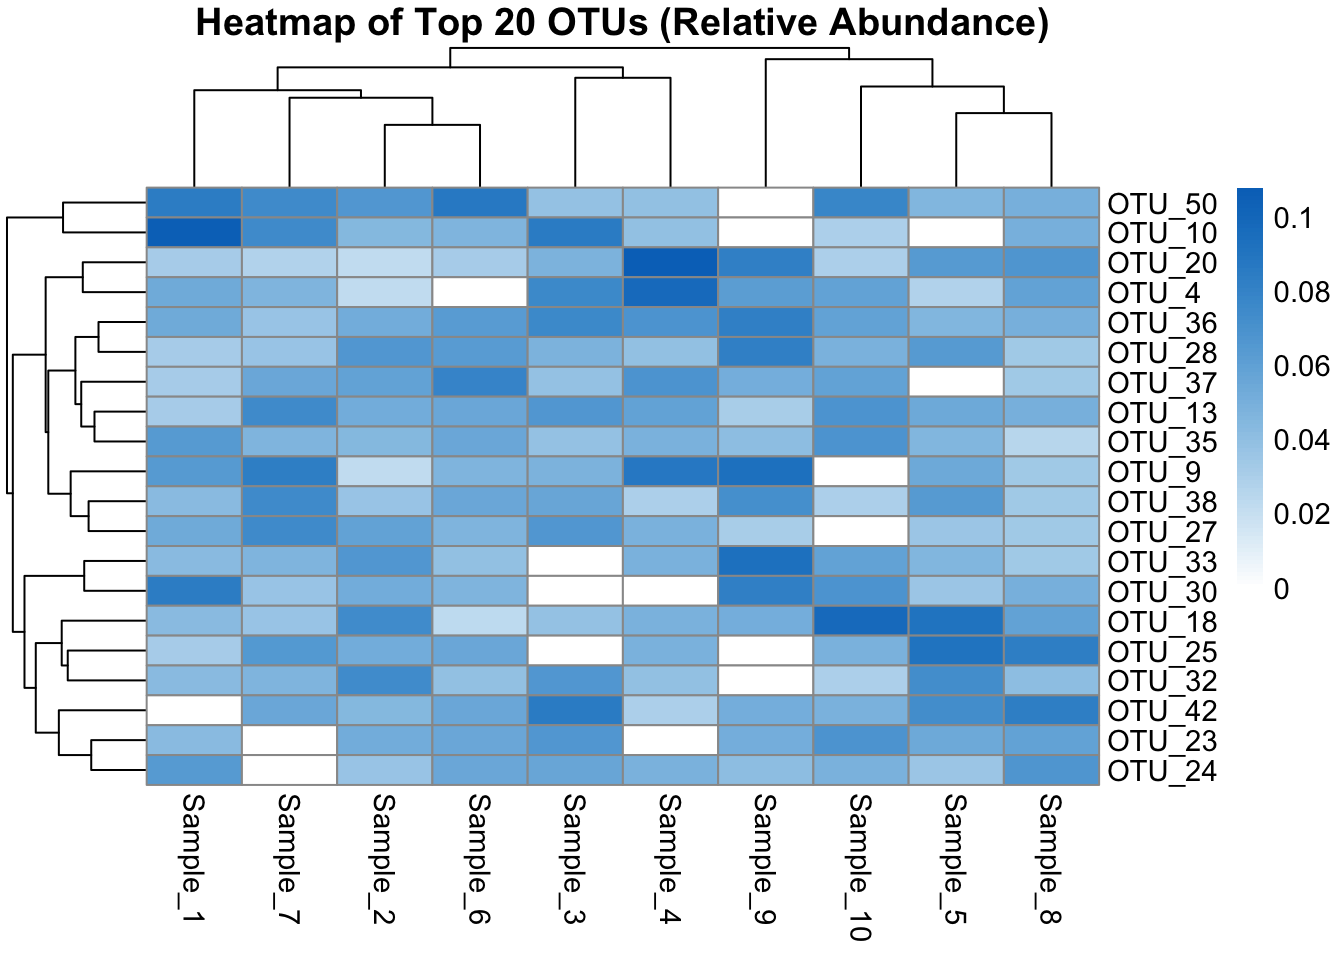 Heatmap of Top 20 OTUs (Relative Abundance)
OTU_50
OTU_10
OTU_20
OTU_4
OTU_36
OTU_28
OTU_37
OTU_13
OTU_35
OTU_9
OTU_38
OTU_27
OTU_33
OTU_30
OTU_18
OTU_25
OTU_32
OTU_42
OTU_23
OTU_24
0.1
0.08
0.06
0.04
0.02
0
Sample_1
Sample_7
Sample_2
Sample_6
Sample_3
Sample_4
Sample_9
Sample_10
Sample_5
Sample_8